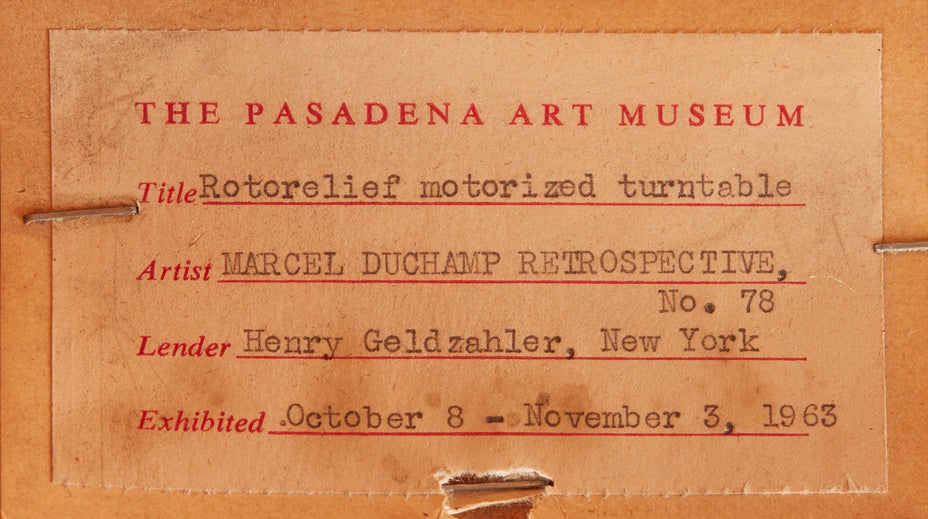 THE PASADENA ART MUSEUM
Title Rotorelief motorized turntable
Artist MARCEL DUCHAMP RETROSPECTIVE,
No. 78
Lender Henry Geldzahler, New York
Exhibited .October 8 - November 3, 1963